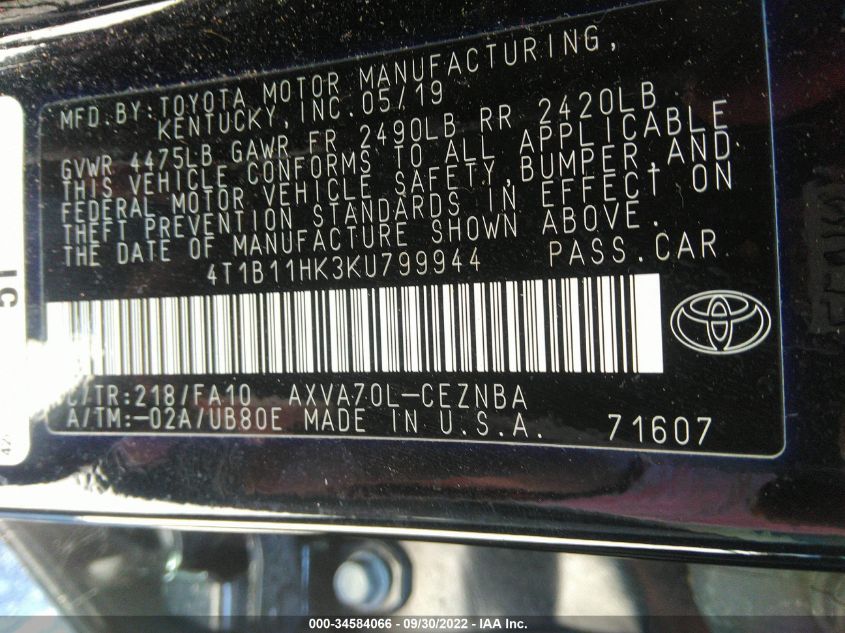 MFD.BY:TOYOTA MOTOR MANUFACTURING,
KENTUCKY, INC.05/19
GVWR 4475LB GAWR FR 2490LB RR 2420LB
THIS VEHICLE CONFORMS TO ALL APPLICABLE
FEDERAL MOTOR VEHICLE SAFETY,BUMPER,AND
THEFT PREVENTION STANDARDS IN EFFECT ON
THE DATE OF MANUFACTURE SHOWN ABOVE.
4T1B11HK3KU799944 PASS.CAR
C/TR:218/FA10 AXVA70L-CEZNBA
A/TM:-02A/UB80E MADE IN U.S.A. 71607
000-34584066 - 09/30/2022 - IAA Inc.